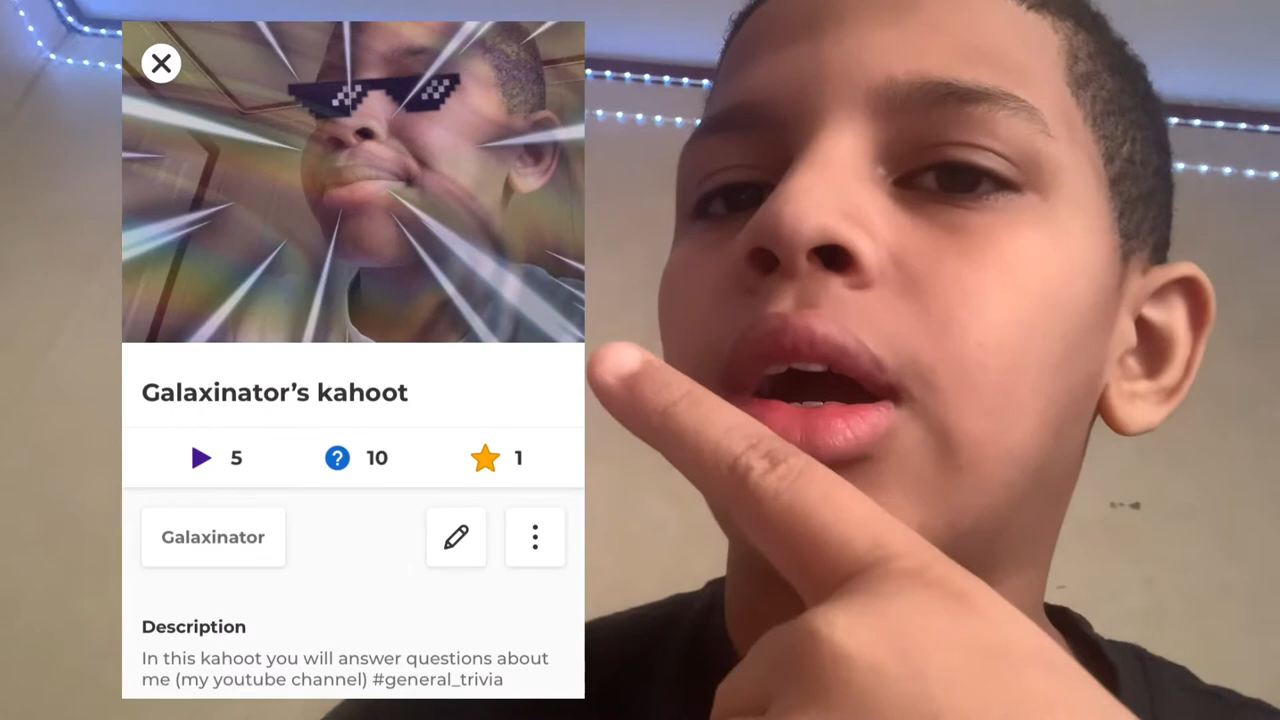 Galaxinator’s kahoot
5 10 1
Galaxinator
Description
In this kahoot you will answer questions about
me (my youtube channel) #general_trivia